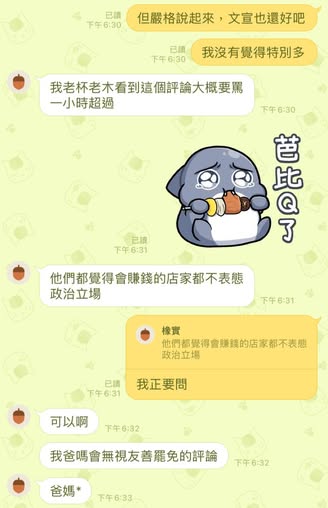 但嚴格說起來，文宣也還好吧
已讀
下午6:30
我沒有覺得特別多
已讀
下午6:30
我老杯老木看到這個評論大概要罵
一小時超過
下午6:30
芭比Q了
已讀
下午6:31
他們都覺得會賺錢的店家都不表態
政治立場
下午6:31
橡實
他們都覺得會賺錢的店家都不表態
政治立場
我正要問
已讀
下午6:31
可以啊
下午6:32
我爸嗎會無視友善罷免的評論
下午6:32
爸媽*
下午6:33